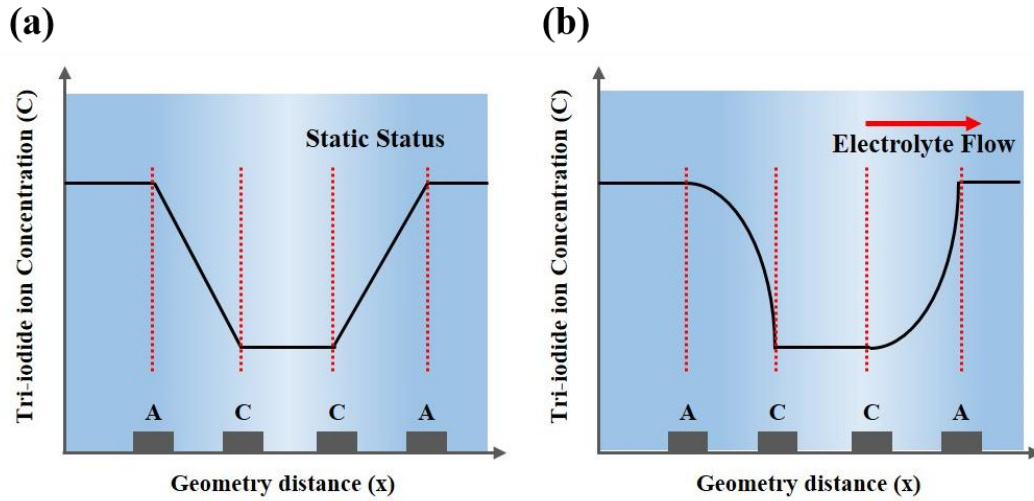 (a)
Tri-iodide ion Concentration (C)
Static Status
A C C A
Geometry distance (x)
(b)
Tri-iodide ion Concentration (C)
Electrolyte Flow
A C C A
Geometry distance (x)